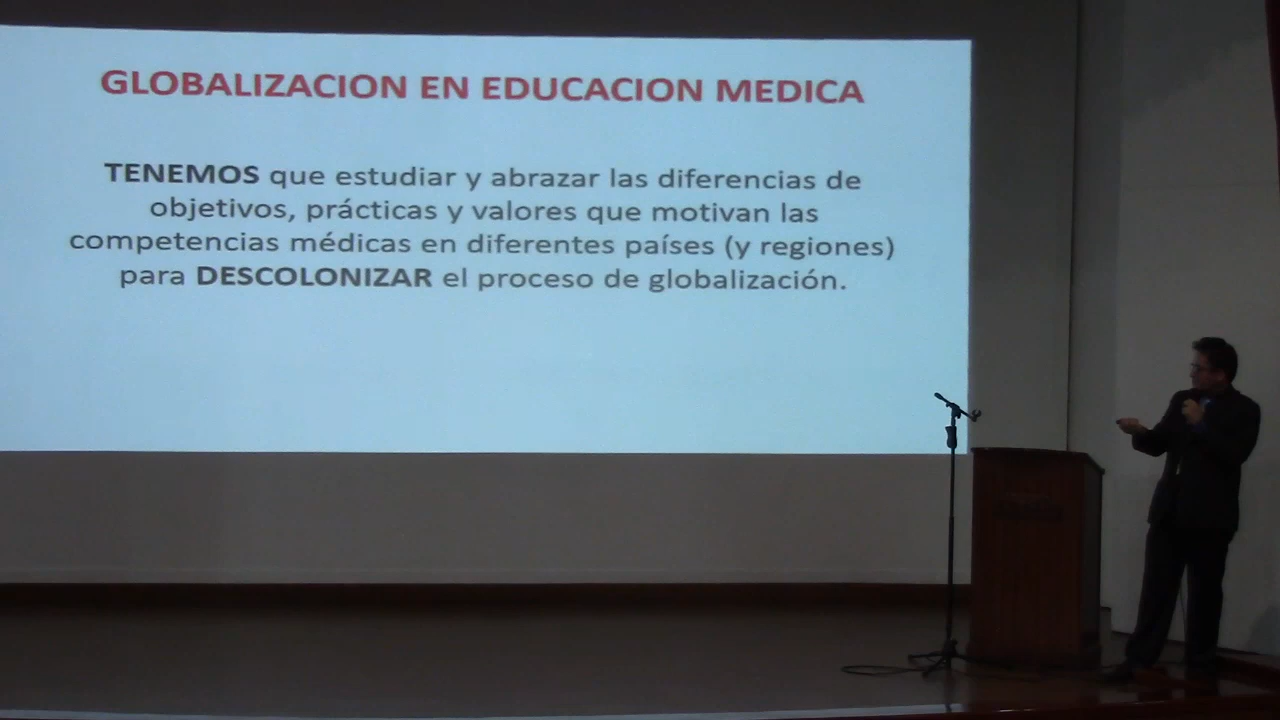 GLOBALIZACION EN EDUCACION MEDICA
TENEMOS que estudiar y abrazar las diferencias de
objetivos, prácticas y valores que motivan las
competencias médicas en diferentes países (y regiones)
para DESCOLONIZAR el proceso de globalización.